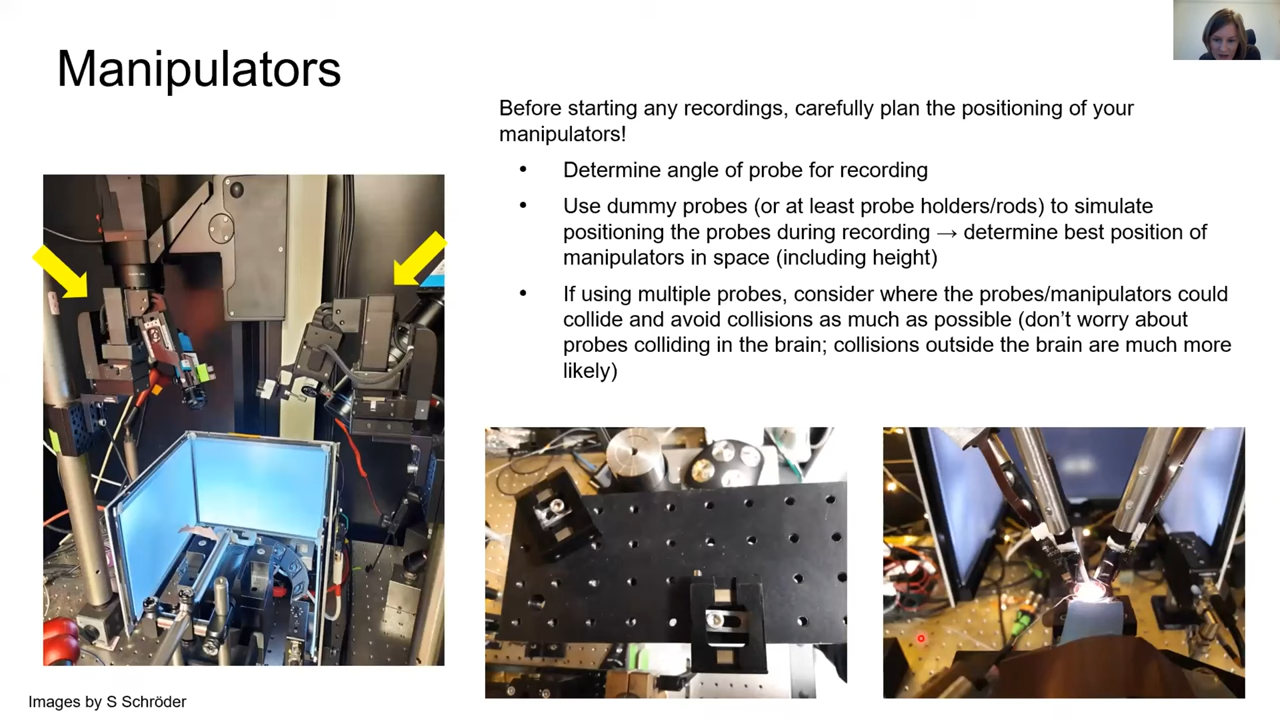 Manipulators
Before starting any recordings, carefully plan the positioning of your
manipulators!
• Determine angle of probe for recording
• Use dummy probes (or at least probe holders/rods) to simulate
positioning the probes during recording → determine best position of
manipulators in space (including height)
• If using multiple probes, consider where the probes/manipulators could
collide and avoid collisions as much as possible (don’t worry about
probes colliding in the brain; collisions outside the brain are much more
likely)
Images by S Schröder